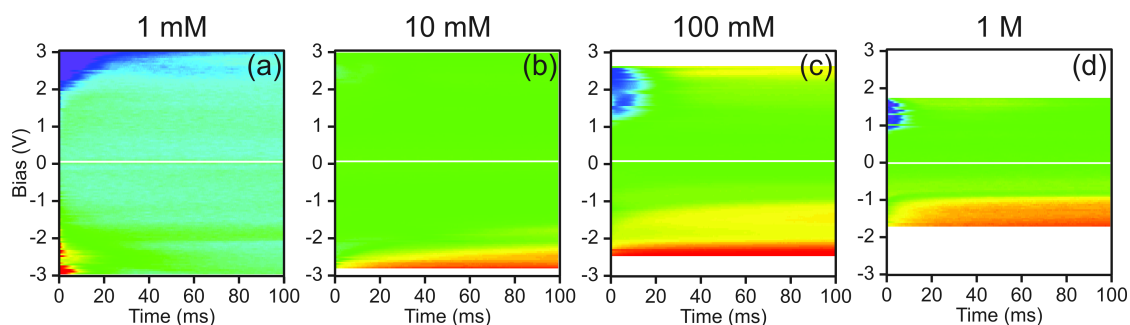 1 mM 10 mM 100 mM 1 M
(a) (b) (c) (d)
Bias (V)
3 3 3 3
2 2 2 2
1 1 1 1
0 0 0 0
-1 -1 -1 -1
-2 -2 -2 -2
-3 -3 -3 -3
0 20 40 60 80 100 0 20 40 60 80 100 0 20 40 60 80 100 0 20 40 60 80 100
Time (ms) Time (ms) Time (ms) Time (ms)